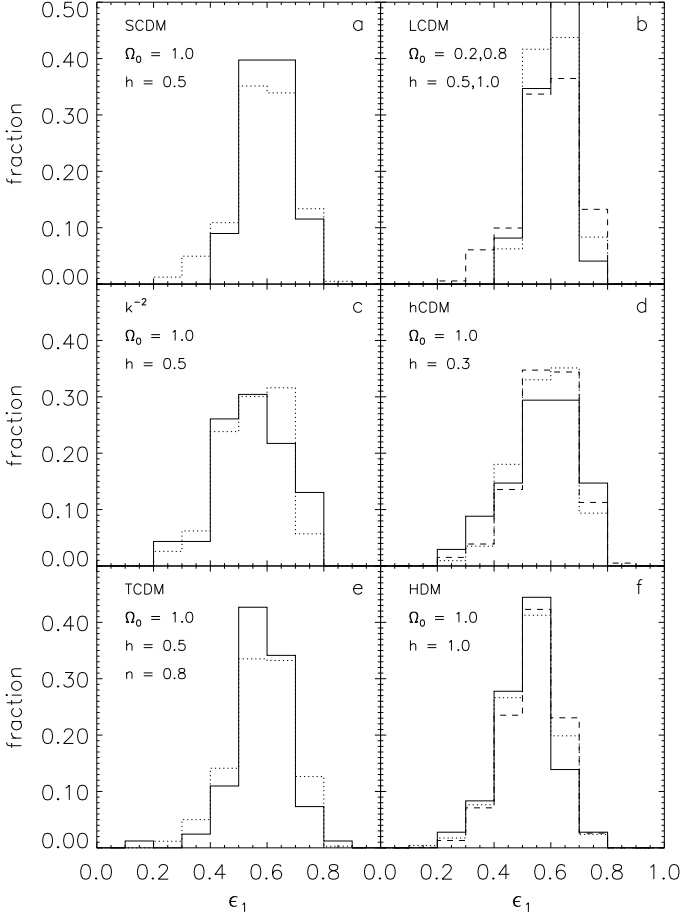 0.50
0.40
0.30
0.20
0.10
0.00
fraction
SCDM
a
Ω₀ = 1.0
h = 0.5
LCDM
b
Ω₀ = 0.2,0.8
h = 0.5,1.0
0.40
0.30
0.20
0.10
0.00
fraction
k⁻²
c
Ω₀ = 1.0
h = 0.5
hCDM
d
Ω₀ = 1.0
h = 0.3
0.40
0.30
0.20
0.10
0.00
fraction
TCDM
e
Ω₀ = 1.0
h = 0.5
n = 0.8
HDM
f
Ω₀ = 1.0
h = 1.0
0.0 0.2 0.4 0.6 0.8 0.0 0.2 0.4 0.6 0.8 1.0
ϵ₁ ϵ₁